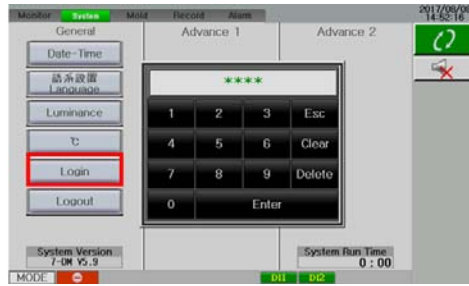 Monitor System Mold Record Alarm
2017/08/08
14:52:16
General Advance 1 Advance 2
Date-Time
語系設置
Language
Luminance
℃
Login
Logout
****
1 2 3 Esc
4 5 6 Clear
7 8 9 Delete
0 Enter
System Version
7-DM V5.9
System Run Time
0 : 00
MODE DI1 DI2